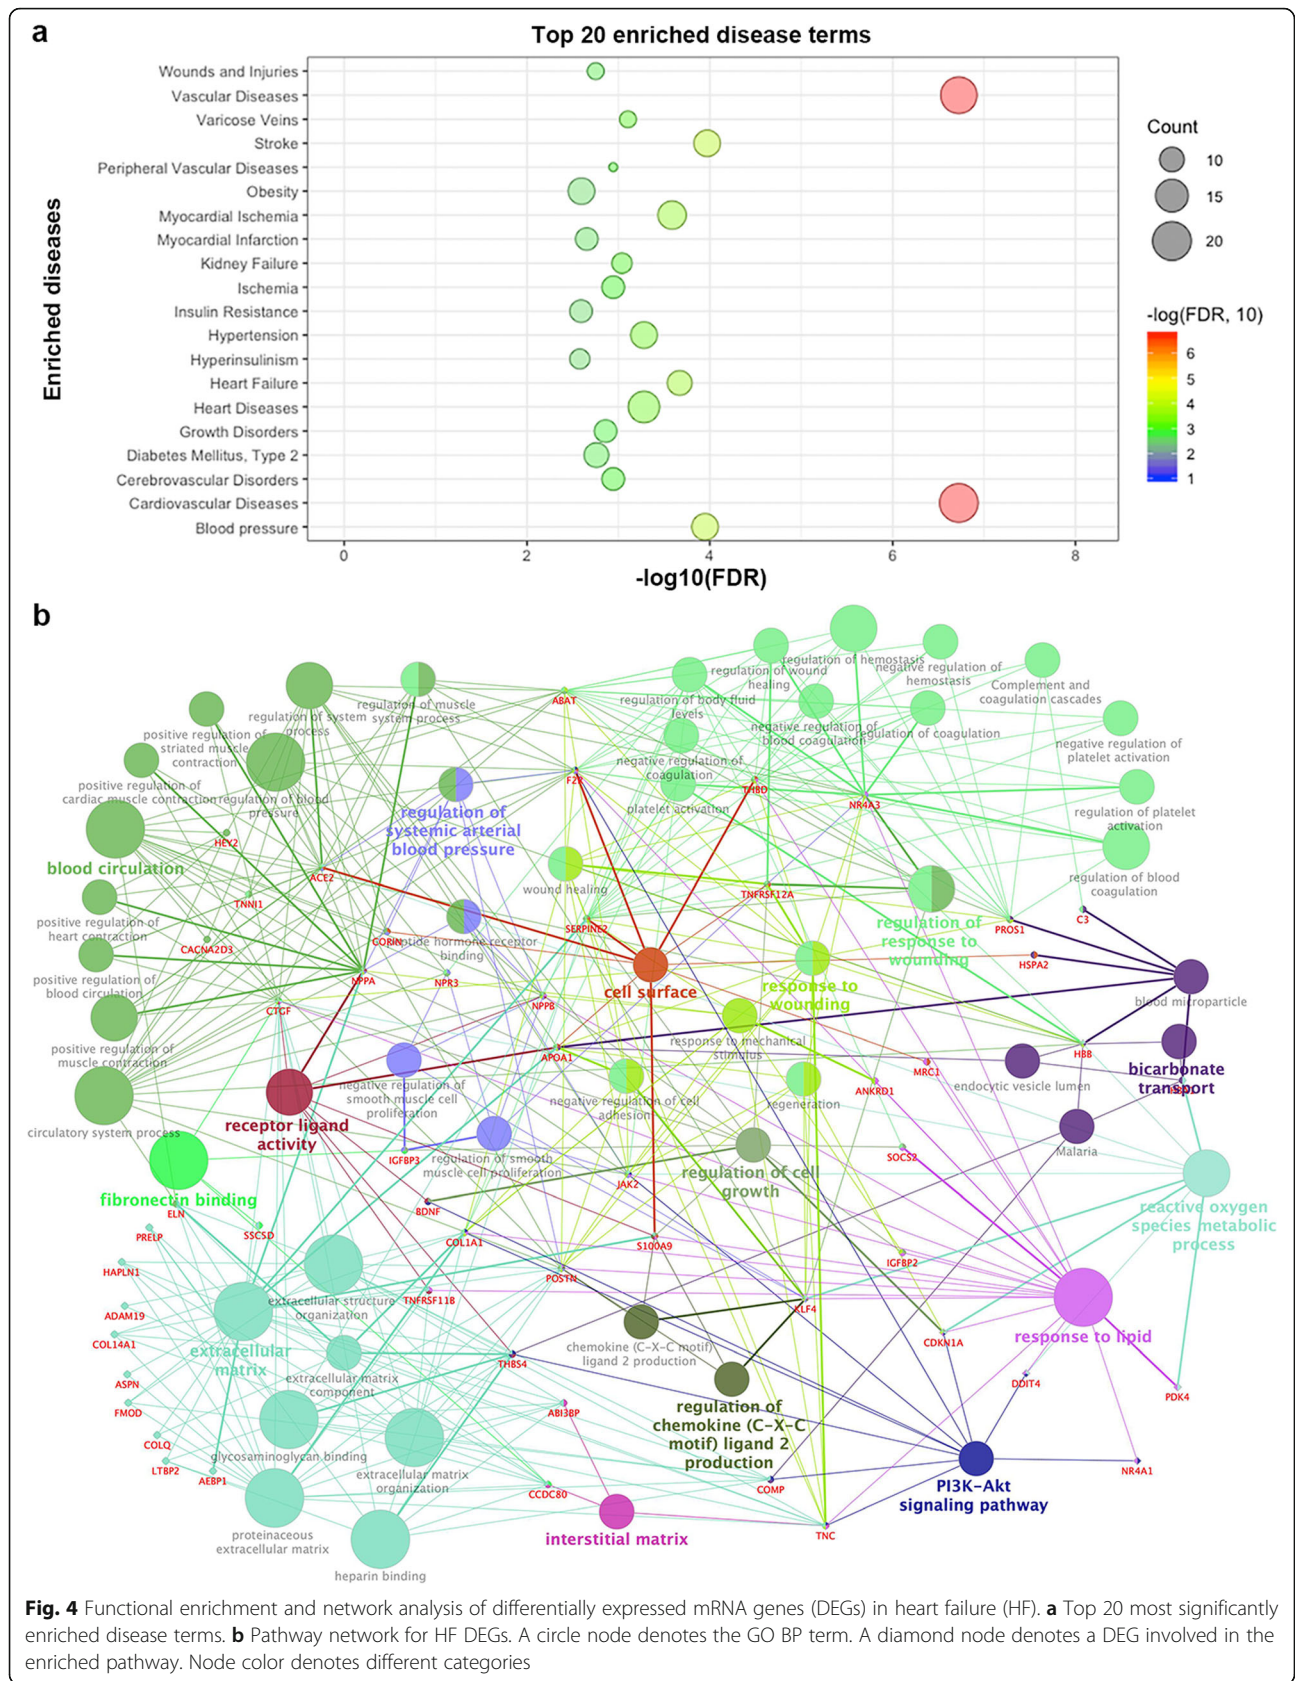 a
Top 20 enriched disease terms
Enriched diseases
Wounds and Injuries
Vascular Diseases
Varicose Veins
Stroke
Peripheral Vascular Diseases
Obesity
Myocardial Ischemia
Myocardial Infarction
Kidney Failure
Ischemia
Insulin Resistance
Hypertension
Hyperinsulinism
Heart Failure
Heart Diseases
Growth Disorders
Diabetes Mellitus, Type 2
Cerebrovascular Disorders
Cardiovascular Diseases
Blood pressure
0 2 4 6 8
-log10(FDR)
Count
10
15
20
-log(FDR, 10)
6
5
4
3
2
1
b
regulation of hemostasis
regulation of wound
healing
negative regulation of
hemostasis
Complement and
coagulation cascades
regulation of body fluid
levels
regulation of muscle
system process
regulation of system
process
ABAT
positive regulation of
striated muscle
contraction
negative regulation of
blood coagulation
regulation of coagulation
negative regulation of
platelet activation
negative regulation of
coagulation
positive regulation of
cardiac muscle contraction
regulation of blood
pressure
F2R
THBD
platelet activation
NR4A3
regulation of platelet
activation
regulation of
systemic arterial
blood pressure
HEY2
blood circulation
ACE2
TNNI1
wound healing
TNFRSF12A
regulation of blood
coagulation
positive regulation of
heart contraction
CORIN
peptide hormone receptor
binding
SERPINE2
regulation of
response to
wounding
PROS1
C3
CACNA2D3
NPPA
NPR3
HSPA2
positive regulation of
blood circulation
cell surface
response to
wounding
blood microparticle
CTGF
NPPB
positive regulation of
muscle contraction
APOA1
response to mechanical
stimulus
HBB
MRC1
bicarbonate
transport
endocytic vesicle lumen
ANKRD1
negative regulation of
smooth muscle cell
proliferation
negative regulation of cell
adhesion
regeneration
receptor ligand
activity
circulatory system process
IGFBP3
regulation of smooth
muscle cell proliferation
SOCS2
Malaria
JAK2
regulation of cell
growth
fibronectin binding
ELN
BDNF
reactive oxygen
species metabolic
process
PRELP
SSC5D
COL1A1
S100A9
IGFBP2
HAPLN1
POSTN
extracellular structure
organization
TNFRSF11B
KLF4
ADAM19
COL14A1
extracellular
matrix
chemokine (C-X-C motif)
ligand 2 production
CDKN1A
response to lipid
THBS4
extracellular matrix
component
ASPN
DDIT4
PDK4
FMOD
ABI3BP
regulation of
chemokine (C-X-C
motif) ligand 2
production
COLQ
glycosaminoglycan binding
LTBP2
AEBP1
extracellular matrix
organization
NR4A1
COMP
CCDC80
PI3K-Akt
signaling pathway
proteinaceous
extracellular matrix
interstitial matrix
TNC
heparin binding
Fig. 4 Functional enrichment and network analysis of differentially expressed mRNA genes (DEGs) in heart failure (HF). a Top 20 most significantly
enriched disease terms. b Pathway network for HF DEGs. A circle node denotes the GO BP term. A diamond node denotes a DEG involved in the
enriched pathway. Node color denotes different categories